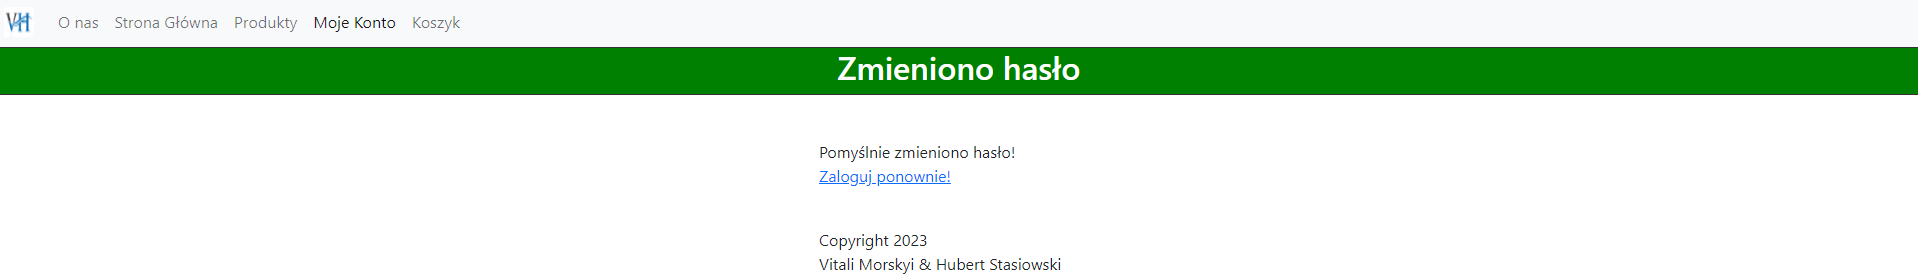 VH O nas Strona Główna Produkty Moje Konto Koszyk
Zmieniono hasło
Pomyślnie zmieniono hasło!
Zaloguj ponownie!
Copyright 2023
Vitali Morskyi & Hubert Stasiowski